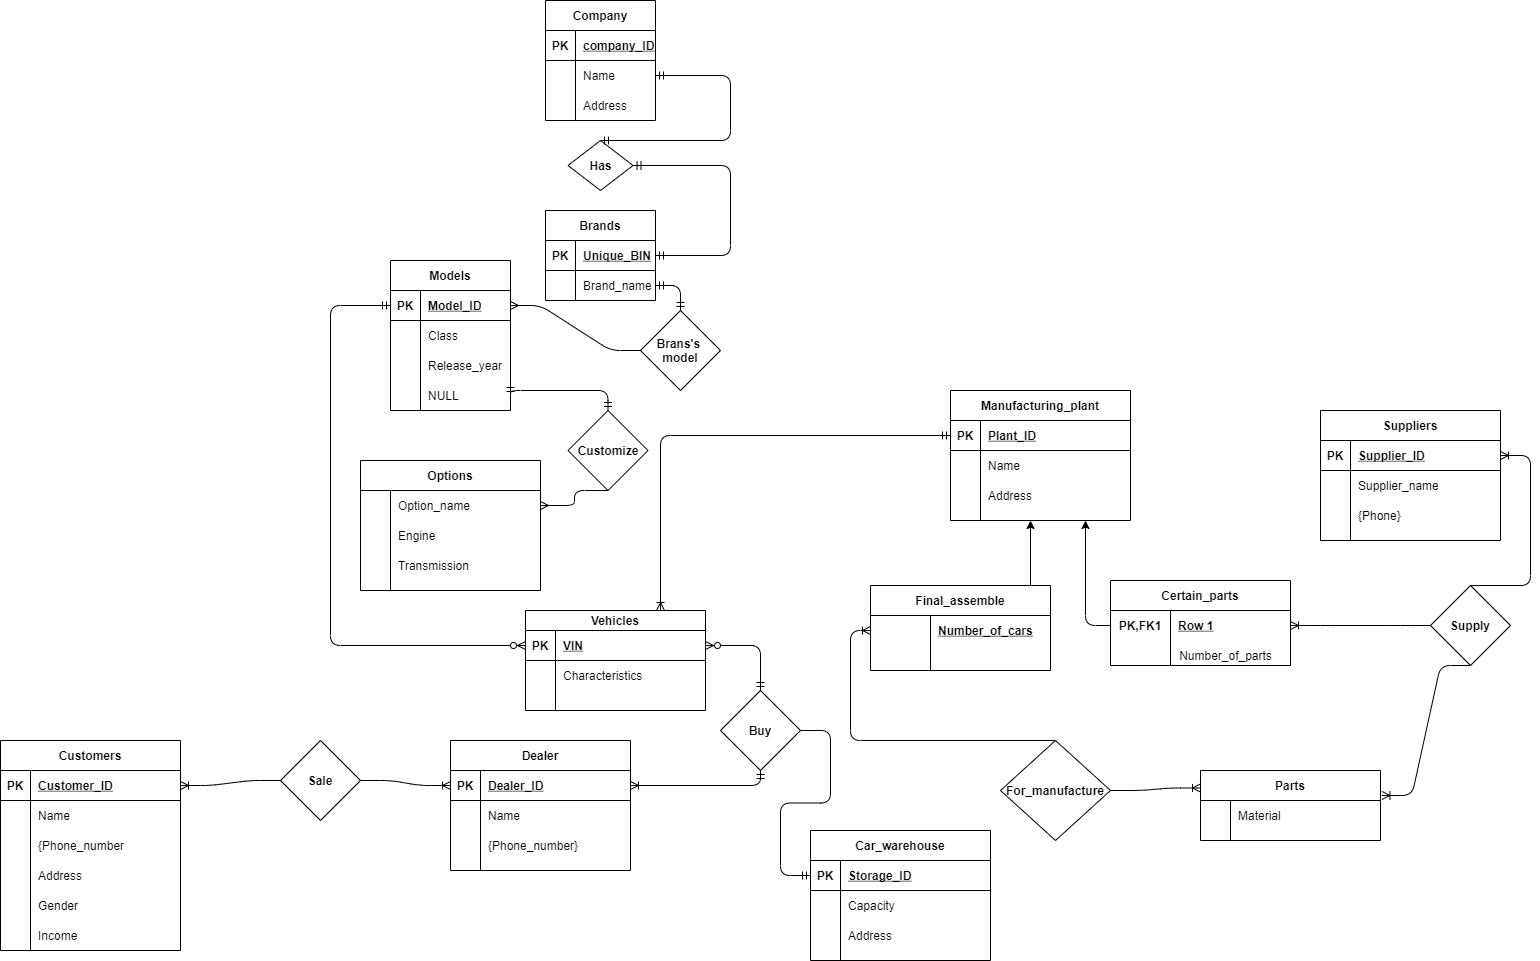 Company
PK company_ID
Name
Address
Has
Brands
PK Unique_BIN
Brand_name
Models
PK Model_ID
Class
Release_year
NULL
Brans's
model
Customize
Options
Option_name
Engine
Transmission
Manufacturing_plant
PK Plant_ID
Name
Address
Suppliers
PK Supplier_ID
Supplier_name
{Phone}
Final_assemble
Number_of_cars
Certain_parts
PK,FK1 Row 1
Number_of_parts
Supply
Vehicles
PK VIN
Characteristics
Buy
Customers
PK Customer_ID
Name
{Phone_number
Address
Gender
Income
Sale
Dealer
PK Dealer_ID
Name
{Phone_number}
For_manufacture
Parts
Material
Car_warehouse
PK Storage_ID
Capacity
Address